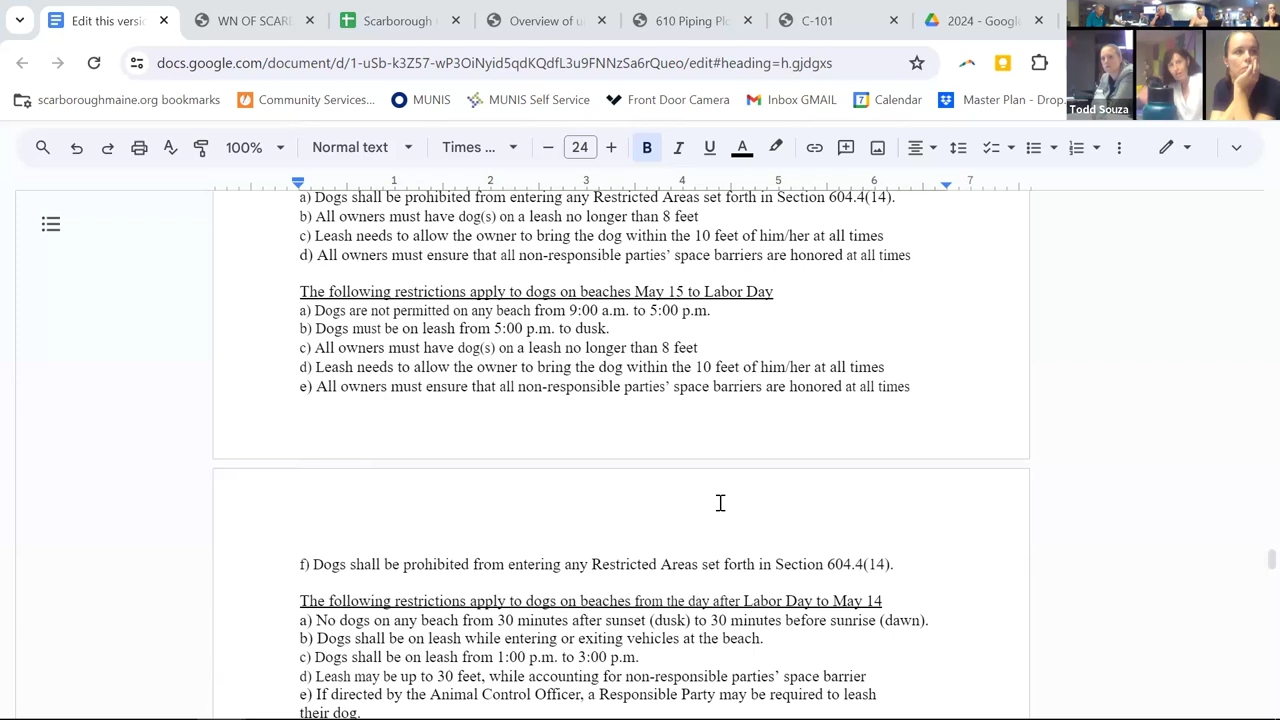 Edit this versi
WN OF SCARB
Scarborough
Overview of u
610 Piping Plo
C-101
2024 - Google
docs.google.com/document/d/1-uSb-k3Z57-wP3OiNyid5qdKQdfL3u9FNNzSa6rQueo/edit#heading=h.gjdgxs
scarboroughmaine.org bookmarks
Community Services...
MUNIS
MUNIS Self Service
Front Door Camera
Inbox GMAIL
Calendar
Master Plan - Drop...
Todd Souza
100%
Normal text
Times ...
24
B I U A
1 2 3 4 5 6 7
a) Dogs shall be prohibited from entering any Restricted Areas set forth in Section 604.4(14).
b) All owners must have dog(s) on a leash no longer than 8 feet
c) Leash needs to allow the owner to bring the dog within the 10 feet of him/her at all times
d) All owners must ensure that all non-responsible parties’ space barriers are honored at all times
The following restrictions apply to dogs on beaches May 15 to Labor Day
a) Dogs are not permitted on any beach from 9:00 a.m. to 5:00 p.m.
b) Dogs must be on leash from 5:00 p.m. to dusk.
c) All owners must have dog(s) on a leash no longer than 8 feet
d) Leash needs to allow the owner to bring the dog within the 10 feet of him/her at all times
e) All owners must ensure that all non-responsible parties’ space barriers are honored at all times
f) Dogs shall be prohibited from entering any Restricted Areas set forth in Section 604.4(14).
The following restrictions apply to dogs on beaches from the day after Labor Day to May 14
a) No dogs on any beach from 30 minutes after sunset (dusk) to 30 minutes before sunrise (dawn).
b) Dogs shall be on leash while entering or exiting vehicles at the beach.
c) Dogs shall be on leash from 1:00 p.m. to 3:00 p.m.
d) Leash may be up to 30 feet, while accounting for non-responsible parties’ space barrier
e) If directed by the Animal Control Officer, a Responsible Party may be required to leash
their dog.